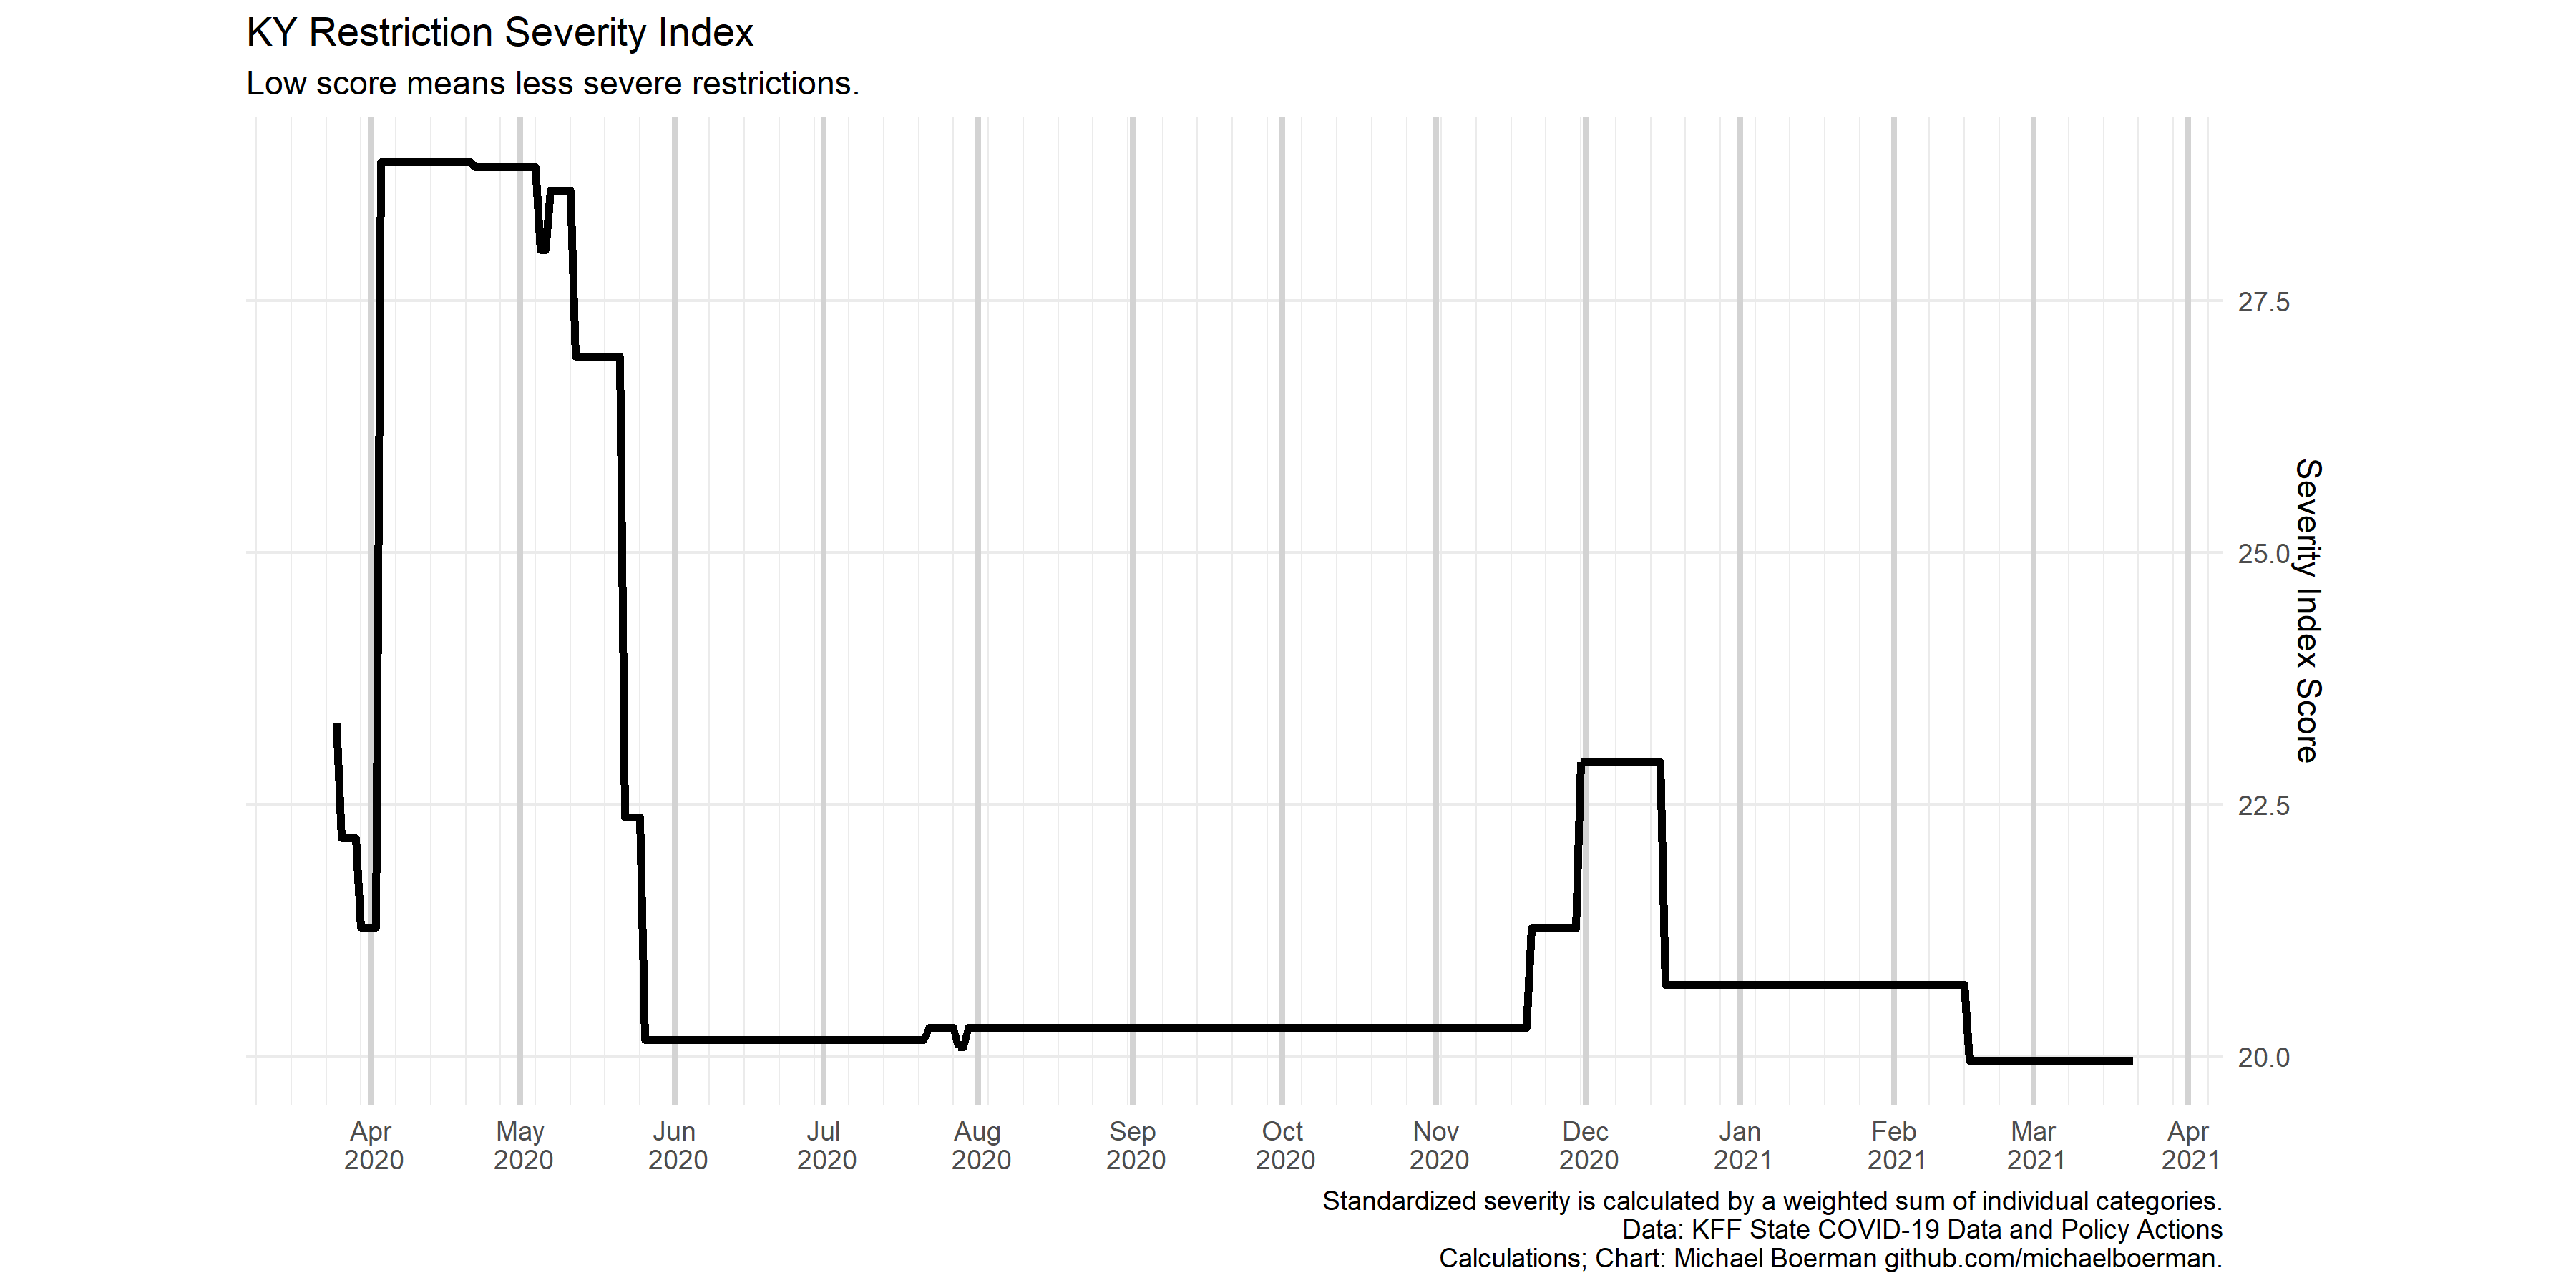 KY Restriction Severity Index
Low score means less severe restrictions.
27.5
25.0
22.5
20.0
Severity Index Score
Apr 2020
May 2020
Jun 2020
Jul 2020
Aug 2020
Sep 2020
Oct 2020
Nov 2020
Dec 2020
Jan 2021
Feb 2021
Mar 2021
Apr 2021
Standardized severity is calculated by a weighted sum of individual categories.
Data: KFF State COVID-19 Data and Policy Actions
Calculations; Chart: Michael Boerman github.com/michaelboerman.